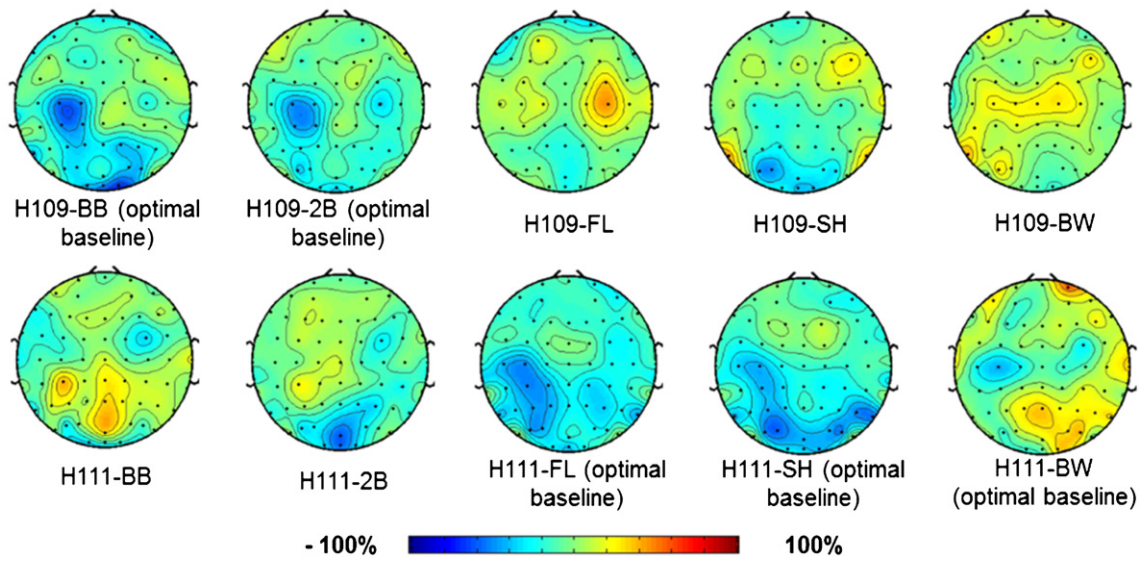 H109-BB (optimal
baseline)
H109-2B (optimal
baseline)
H109-FL
H109-SH
H109-BW
H111-BB
H111-2B
H111-FL (optimal
baseline)
H111-SH (optimal
baseline)
H111-BW
(optimal baseline)
- 100%
100%